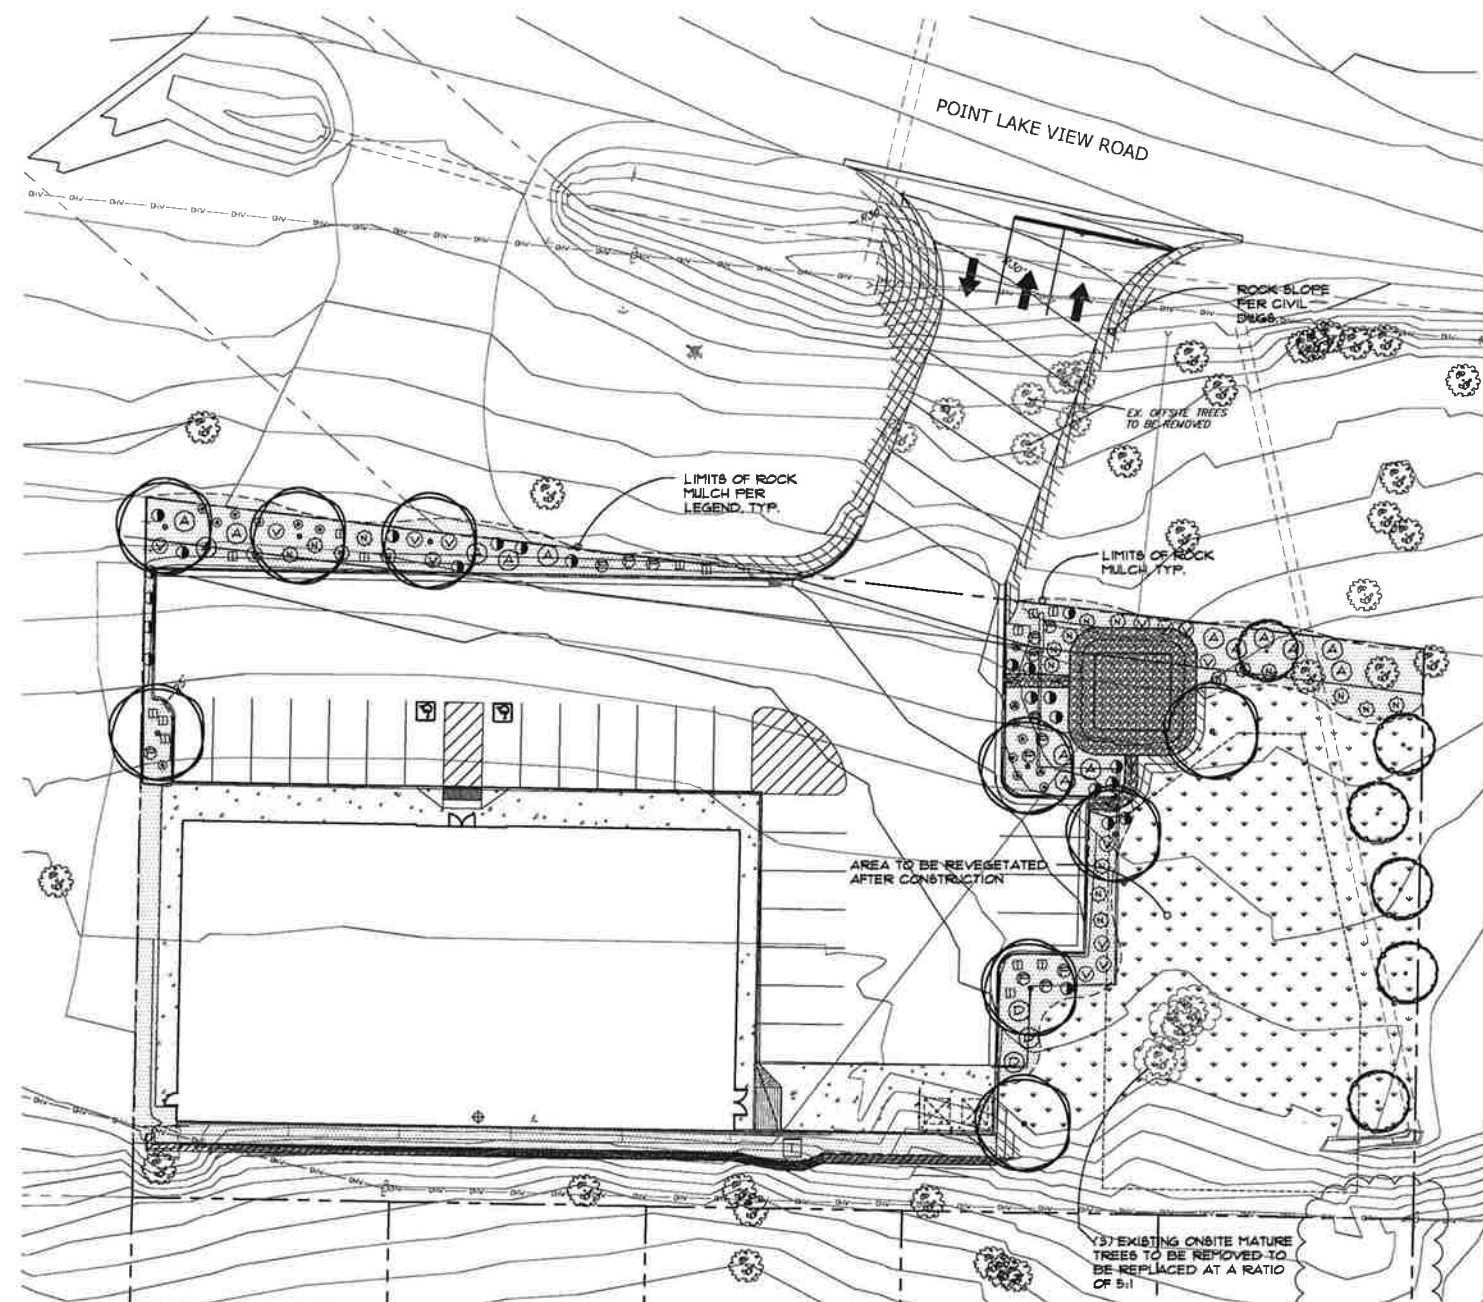 POINT LAKE VIEW ROAD
R30'
R30'
ROCK SLOPE
PER CIVIL
DWGS.
EX. OFFSITE TREES
TO BE REMOVED
LIMITS OF ROCK
MULCH PER
LEGEND, TYP.
LIMITS OF ROCK
MULCH, TYP.
AREA TO BE REVEGETATED
AFTER CONSTRUCTION
(3) EXISTING ONSITE MATURE
TREES TO BE REMOVED TO
BE REPLACED AT A RATIO
OF 5:1